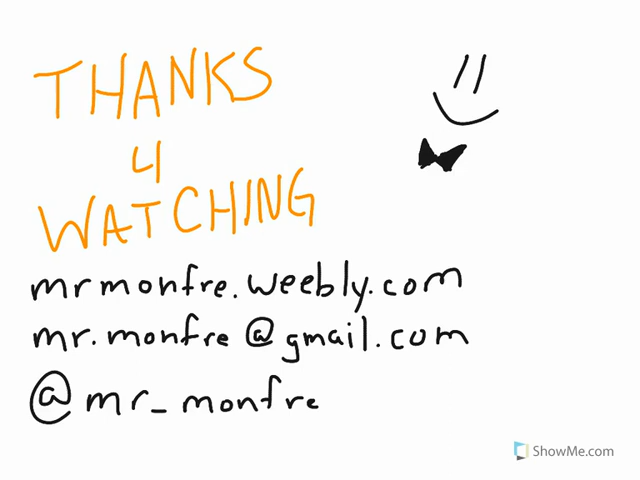 THANKS
4
WATCHING
mrmonfre.weebly.com
mr.monfre@gmail.com
@mr_monfre
ShowMe.com